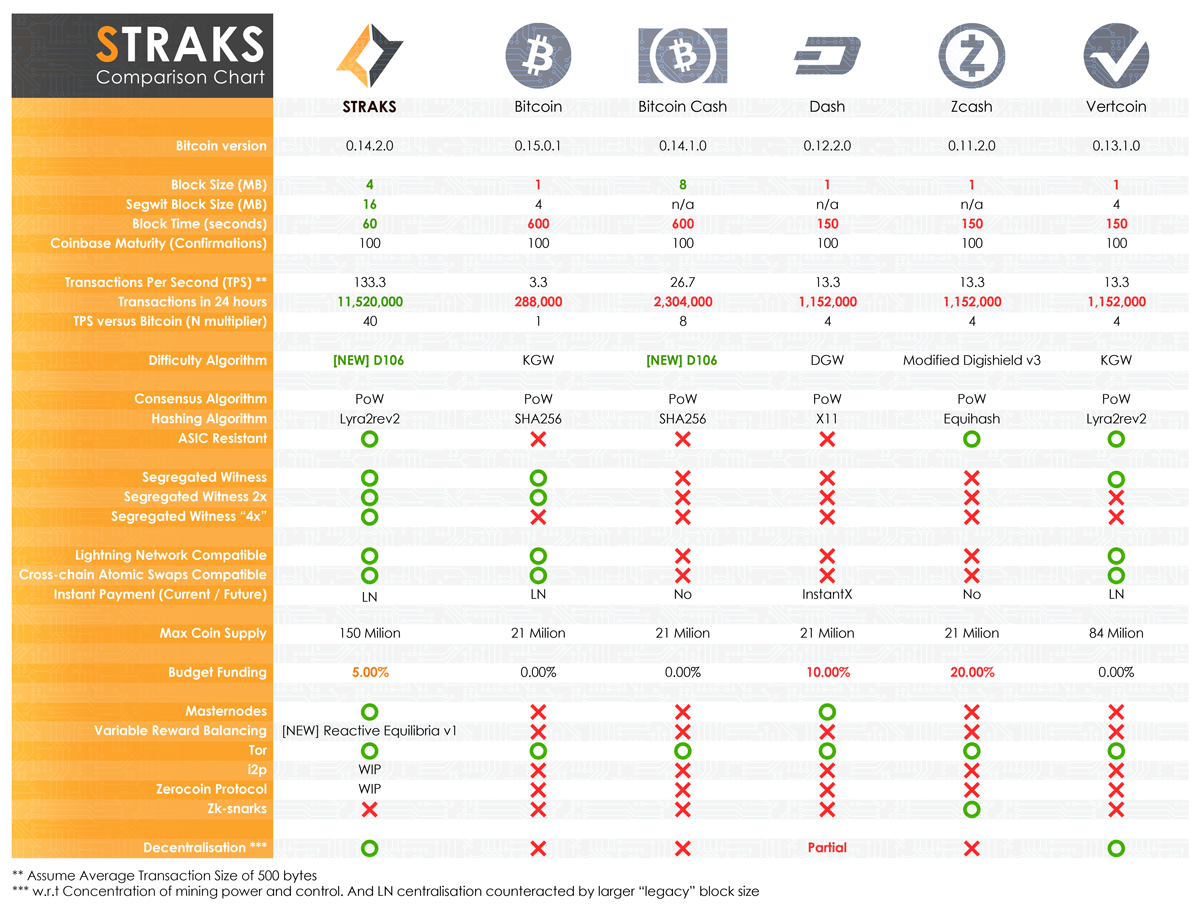 STRAKS
Comparison Chart
STRAKS Bitcoin Bitcoin Cash Dash Zcash Vertcoin
Bitcoin version 0.14.2.0 0.15.0.1 0.14.1.0 0.12.2.0 0.11.2.0 0.13.1.0
Block Size (MB) 4 1 8 1 1 1
Segwit Block Size (MB) 16 4 n/a n/a n/a 4
Block Time (seconds) 60 600 600 150 150 150
Coinbase Maturity (Confirmations) 100 100 100 100 100 100
Transactions Per Second (TPS) ** 133.3 3.3 26.7 13.3 13.3 13.3
Transactions in 24 hours 11,520,000 288,000 2,304,000 1,152,000 1,152,000 1,152,000
TPS versus Bitcoin (N multiplier) 40 1 8 4 4 4
Difficulty Algorithm [NEW] D106 KGW [NEW] D106 DGW Modified Digishield v3 KGW
Consensus Algorithm PoW PoW PoW PoW PoW PoW
Hashing Algorithm Lyra2rev2 SHA256 SHA256 X11 Equihash Lyra2rev2
ASIC Resistant
Segregated Witness
Segregated Witness 2x
Segregated Witness “4x”
Lightning Network Compatible
Cross-chain Atomic Swaps Compatible
Instant Payment (Current / Future) LN LN No InstantX No LN
Max Coin Supply 150 Milion 21 Milion 21 Milion 21 Milion 21 Milion 84 Milion
Budget Funding 5.00% 0.00% 0.00% 10.00% 20.00% 0.00%
Masternodes
Variable Reward Balancing [NEW] Reactive Equilibria v1
Tor
i2p WIP
Zerocoin Protocol WIP
Zk-snarks
Decentralisation *** Partial
** Assume Average Transaction Size of 500 bytes
*** w.r.t Concentration of mining power and control. And LN centralisation counteracted by larger “legacy” block size